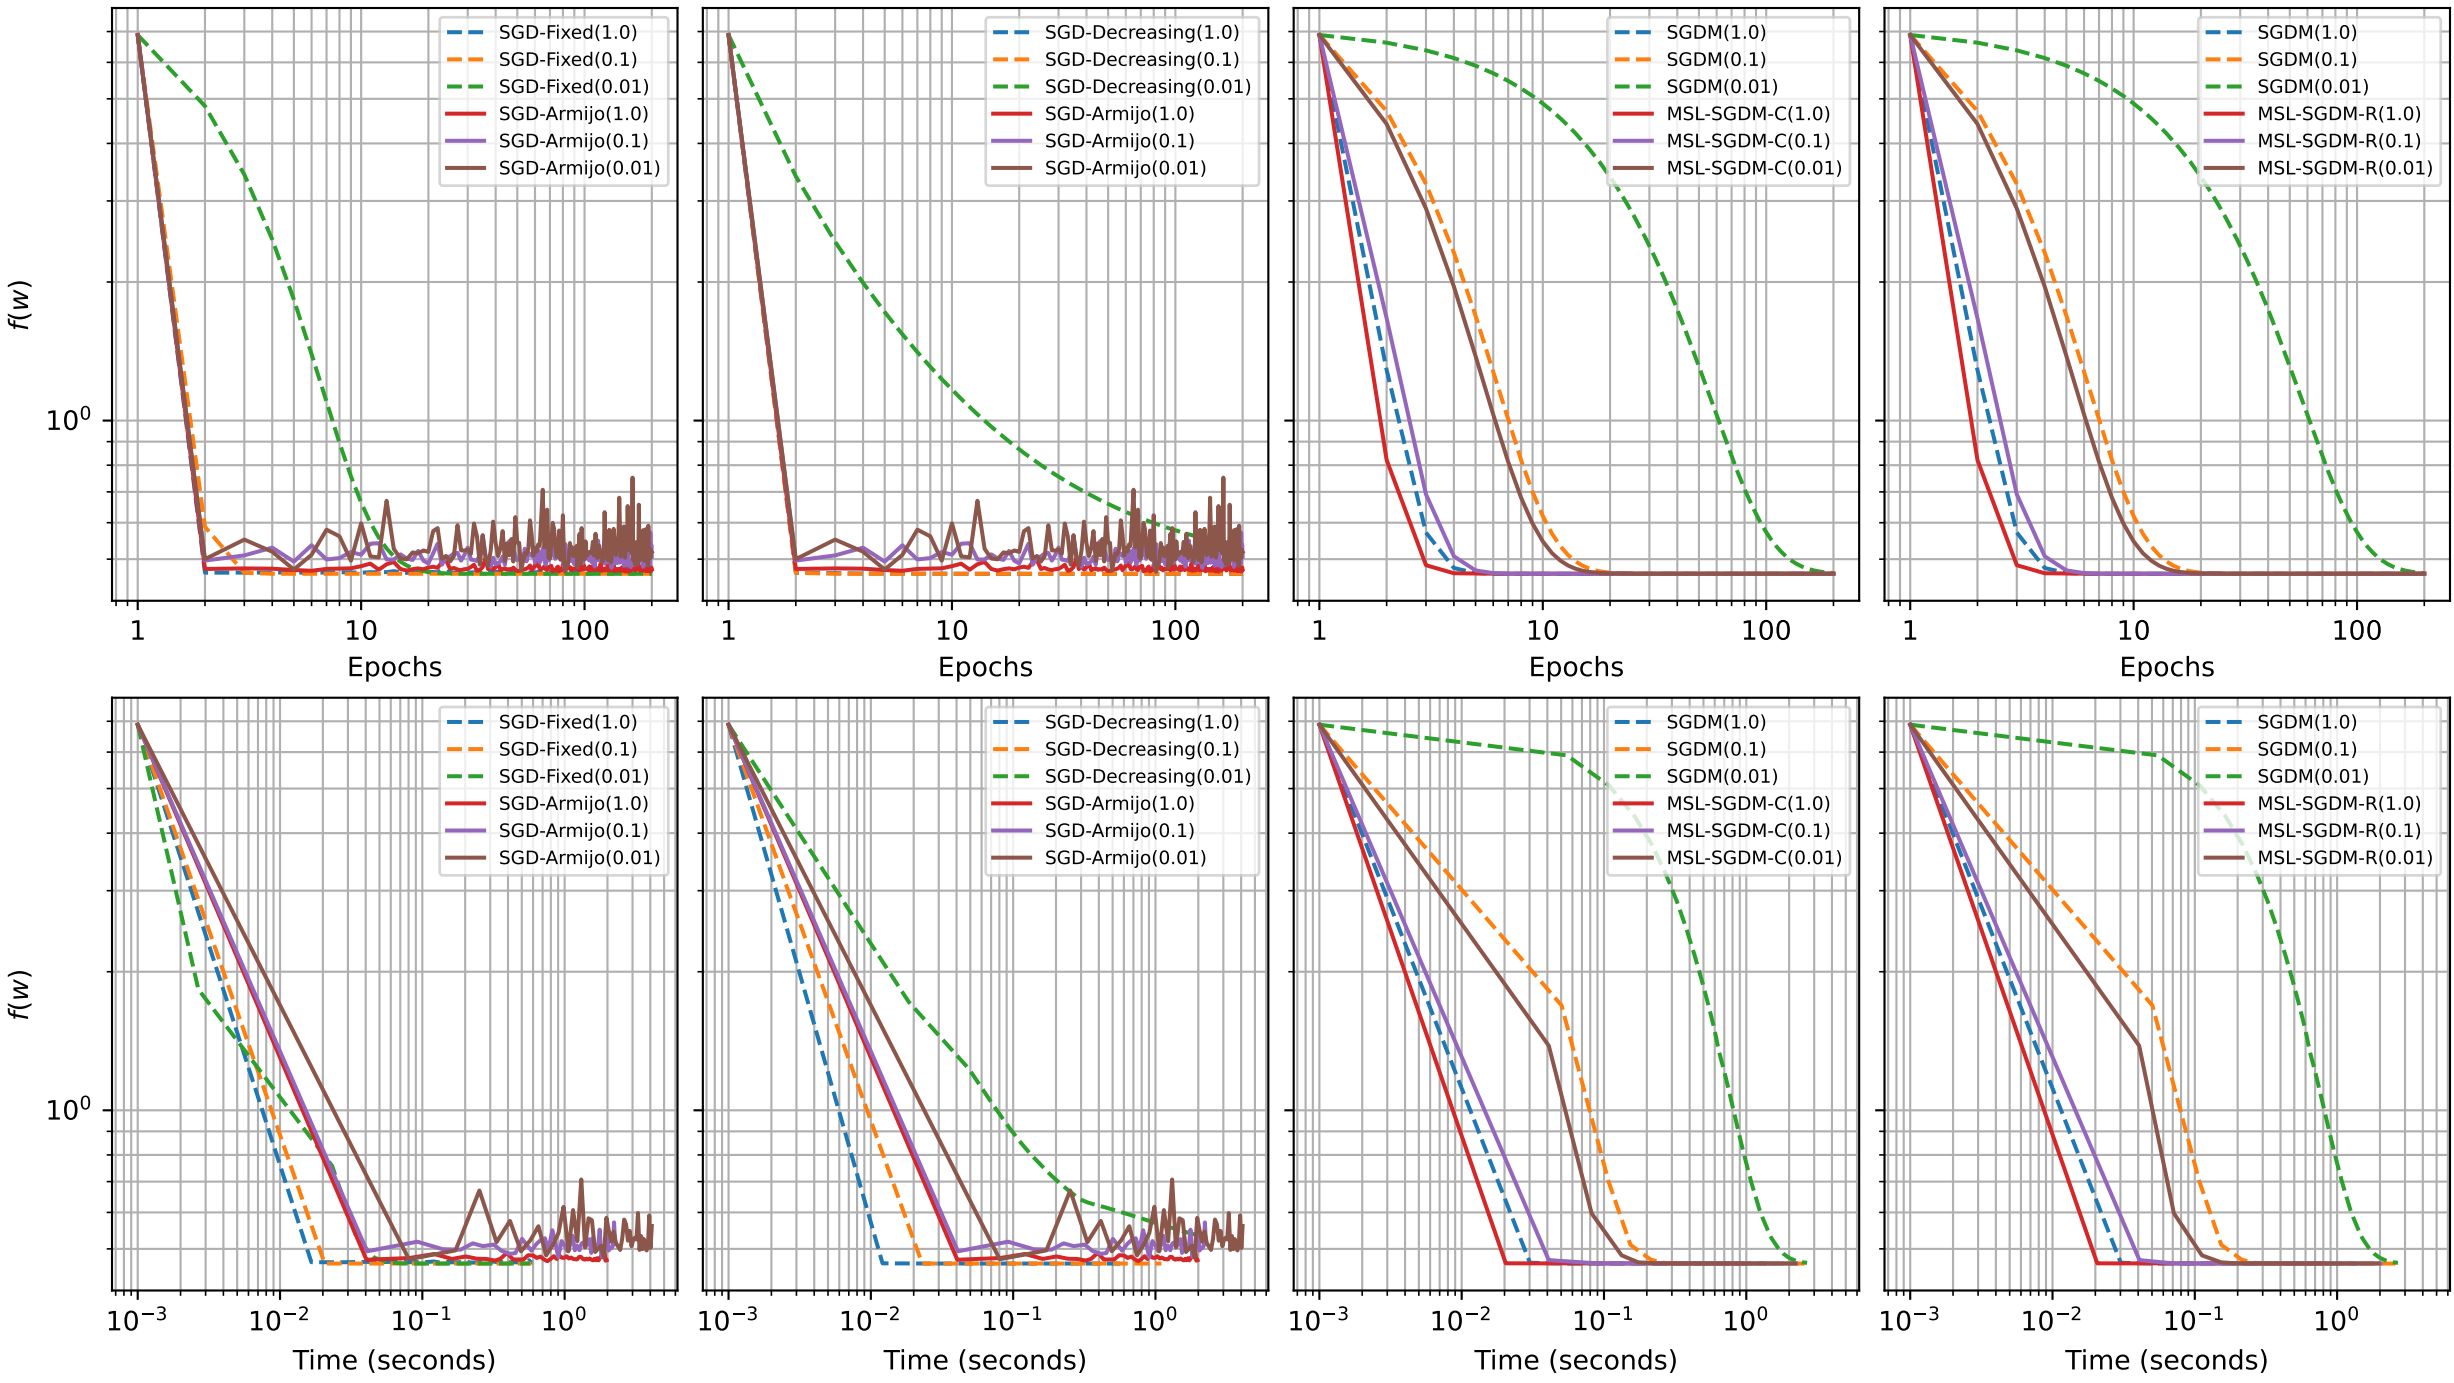 SGD-Fixed(1.0)
SGD-Fixed(0.1)
SGD-Fixed(0.01)
SGD-Armijo(1.0)
SGD-Armijo(0.1)
SGD-Armijo(0.01)
f(w)
10⁰
1 10 100
Epochs
SGD-Decreasing(1.0)
SGD-Decreasing(0.1)
SGD-Decreasing(0.01)
SGD-Armijo(1.0)
SGD-Armijo(0.1)
SGD-Armijo(0.01)
1 10 100
Epochs
SGDM(1.0)
SGDM(0.1)
SGDM(0.01)
MSL-SGDM-C(1.0)
MSL-SGDM-C(0.1)
MSL-SGDM-C(0.01)
1 10 100
Epochs
SGDM(1.0)
SGDM(0.1)
SGDM(0.01)
MSL-SGDM-R(1.0)
MSL-SGDM-R(0.1)
MSL-SGDM-R(0.01)
1 10 100
Epochs
SGD-Fixed(1.0)
SGD-Fixed(0.1)
SGD-Fixed(0.01)
SGD-Armijo(1.0)
SGD-Armijo(0.1)
SGD-Armijo(0.01)
f(w)
10⁰
10⁻³ 10⁻² 10⁻¹ 10⁰
Time (seconds)
SGD-Decreasing(1.0)
SGD-Decreasing(0.1)
SGD-Decreasing(0.01)
SGD-Armijo(1.0)
SGD-Armijo(0.1)
SGD-Armijo(0.01)
10⁻³ 10⁻² 10⁻¹ 10⁰
Time (seconds)
SGDM(1.0)
SGDM(0.1)
SGDM(0.01)
MSL-SGDM-C(1.0)
MSL-SGDM-C(0.1)
MSL-SGDM-C(0.01)
10⁻³ 10⁻² 10⁻¹ 10⁰
Time (seconds)
SGDM(1.0)
SGDM(0.1)
SGDM(0.01)
MSL-SGDM-R(1.0)
MSL-SGDM-R(0.1)
MSL-SGDM-R(0.01)
10⁻³ 10⁻² 10⁻¹ 10⁰
Time (seconds)